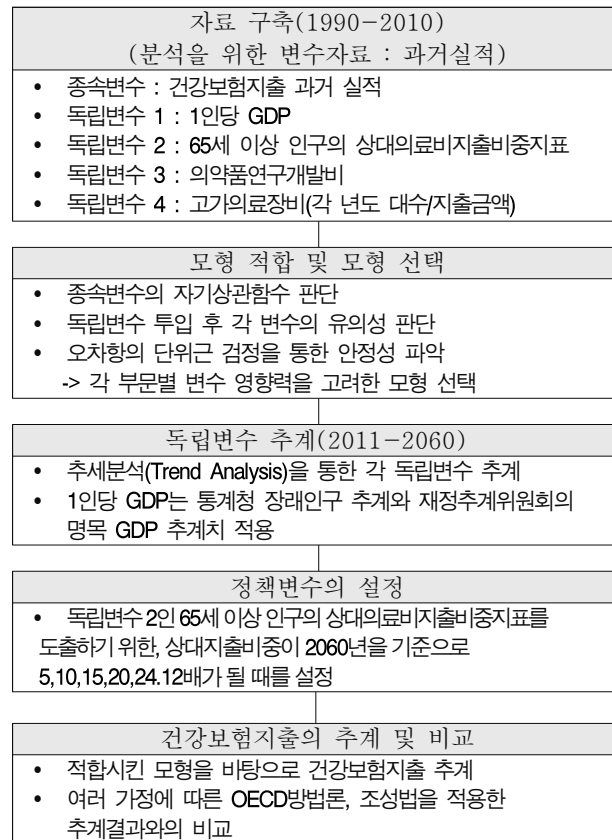 자료 구축(1990-2010)
(분석을 위한 변수자료 : 과거실적)
• 종속변수 : 건강보험지출 과거 실적
• 독립변수 1 : 1인당 GDP
• 독립변수 2 : 65세 이상 인구의 상대의료비지출비중지표
• 독립변수 3 : 의약품연구개발비
• 독립변수 4 : 고가의료장비(각 년도 대수/지출금액)
모형 적합 및 모형 선택
• 종속변수의 자기상관함수 판단
• 독립변수 투입 후 각 변수의 유의성 판단
• 오차항의 단위근 검정을 통한 안정성 파악
-> 각 부문별 변수 영향력을 고려한 모형 선택
독립변수 추계(2011-2060)
• 추세분석(Trend Analysis)을 통한 각 독립변수 추계
• 1인당 GDP는 통계청 장래인구 추계와 재정추계위원회의
명목 GDP 추계치 적용
정책변수의 설정
• 독립변수 2인 65세 이상 인구의 상대의료비지출비중지표를
도출하기 위한, 상대지출비중이 2060년을 기준으로
5,10,15,20,24.12배가 될 때를 설정
건강보험지출의 추계 및 비교
• 적합시킨 모형을 바탕으로 건강보험지출 추계
• 여러 가정에 따른 OECD방법론, 조성법을 적용한
추계결과와의 비교